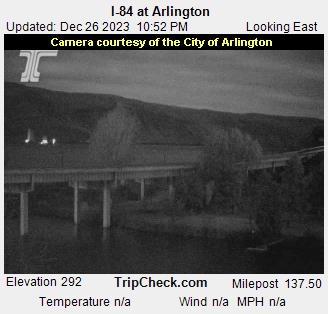 I-84 at Arlington
Updated: Dec 26 2023 10:52 PM Looking East
Camera courtesy of the City of Arlington
Elevation 292 TripCheck.com Milepost 137.50
Temperature n/a Wind n/a MPH n/a